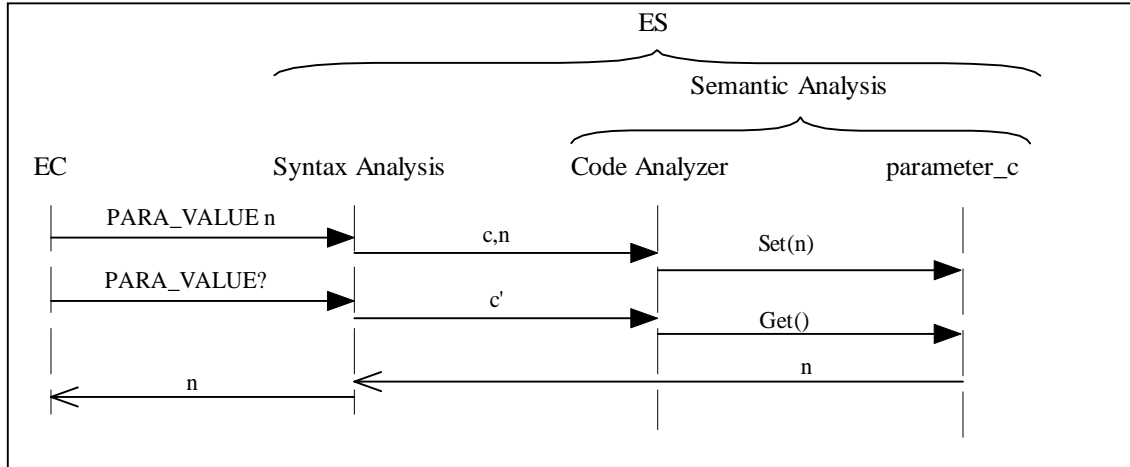 ES
Semantic Analysis
EC Syntax Analysis Code Analyzer parameter_c
PARA_VALUE n
c,n
Set(n)
PARA_VALUE?
c'
Get()
n
n